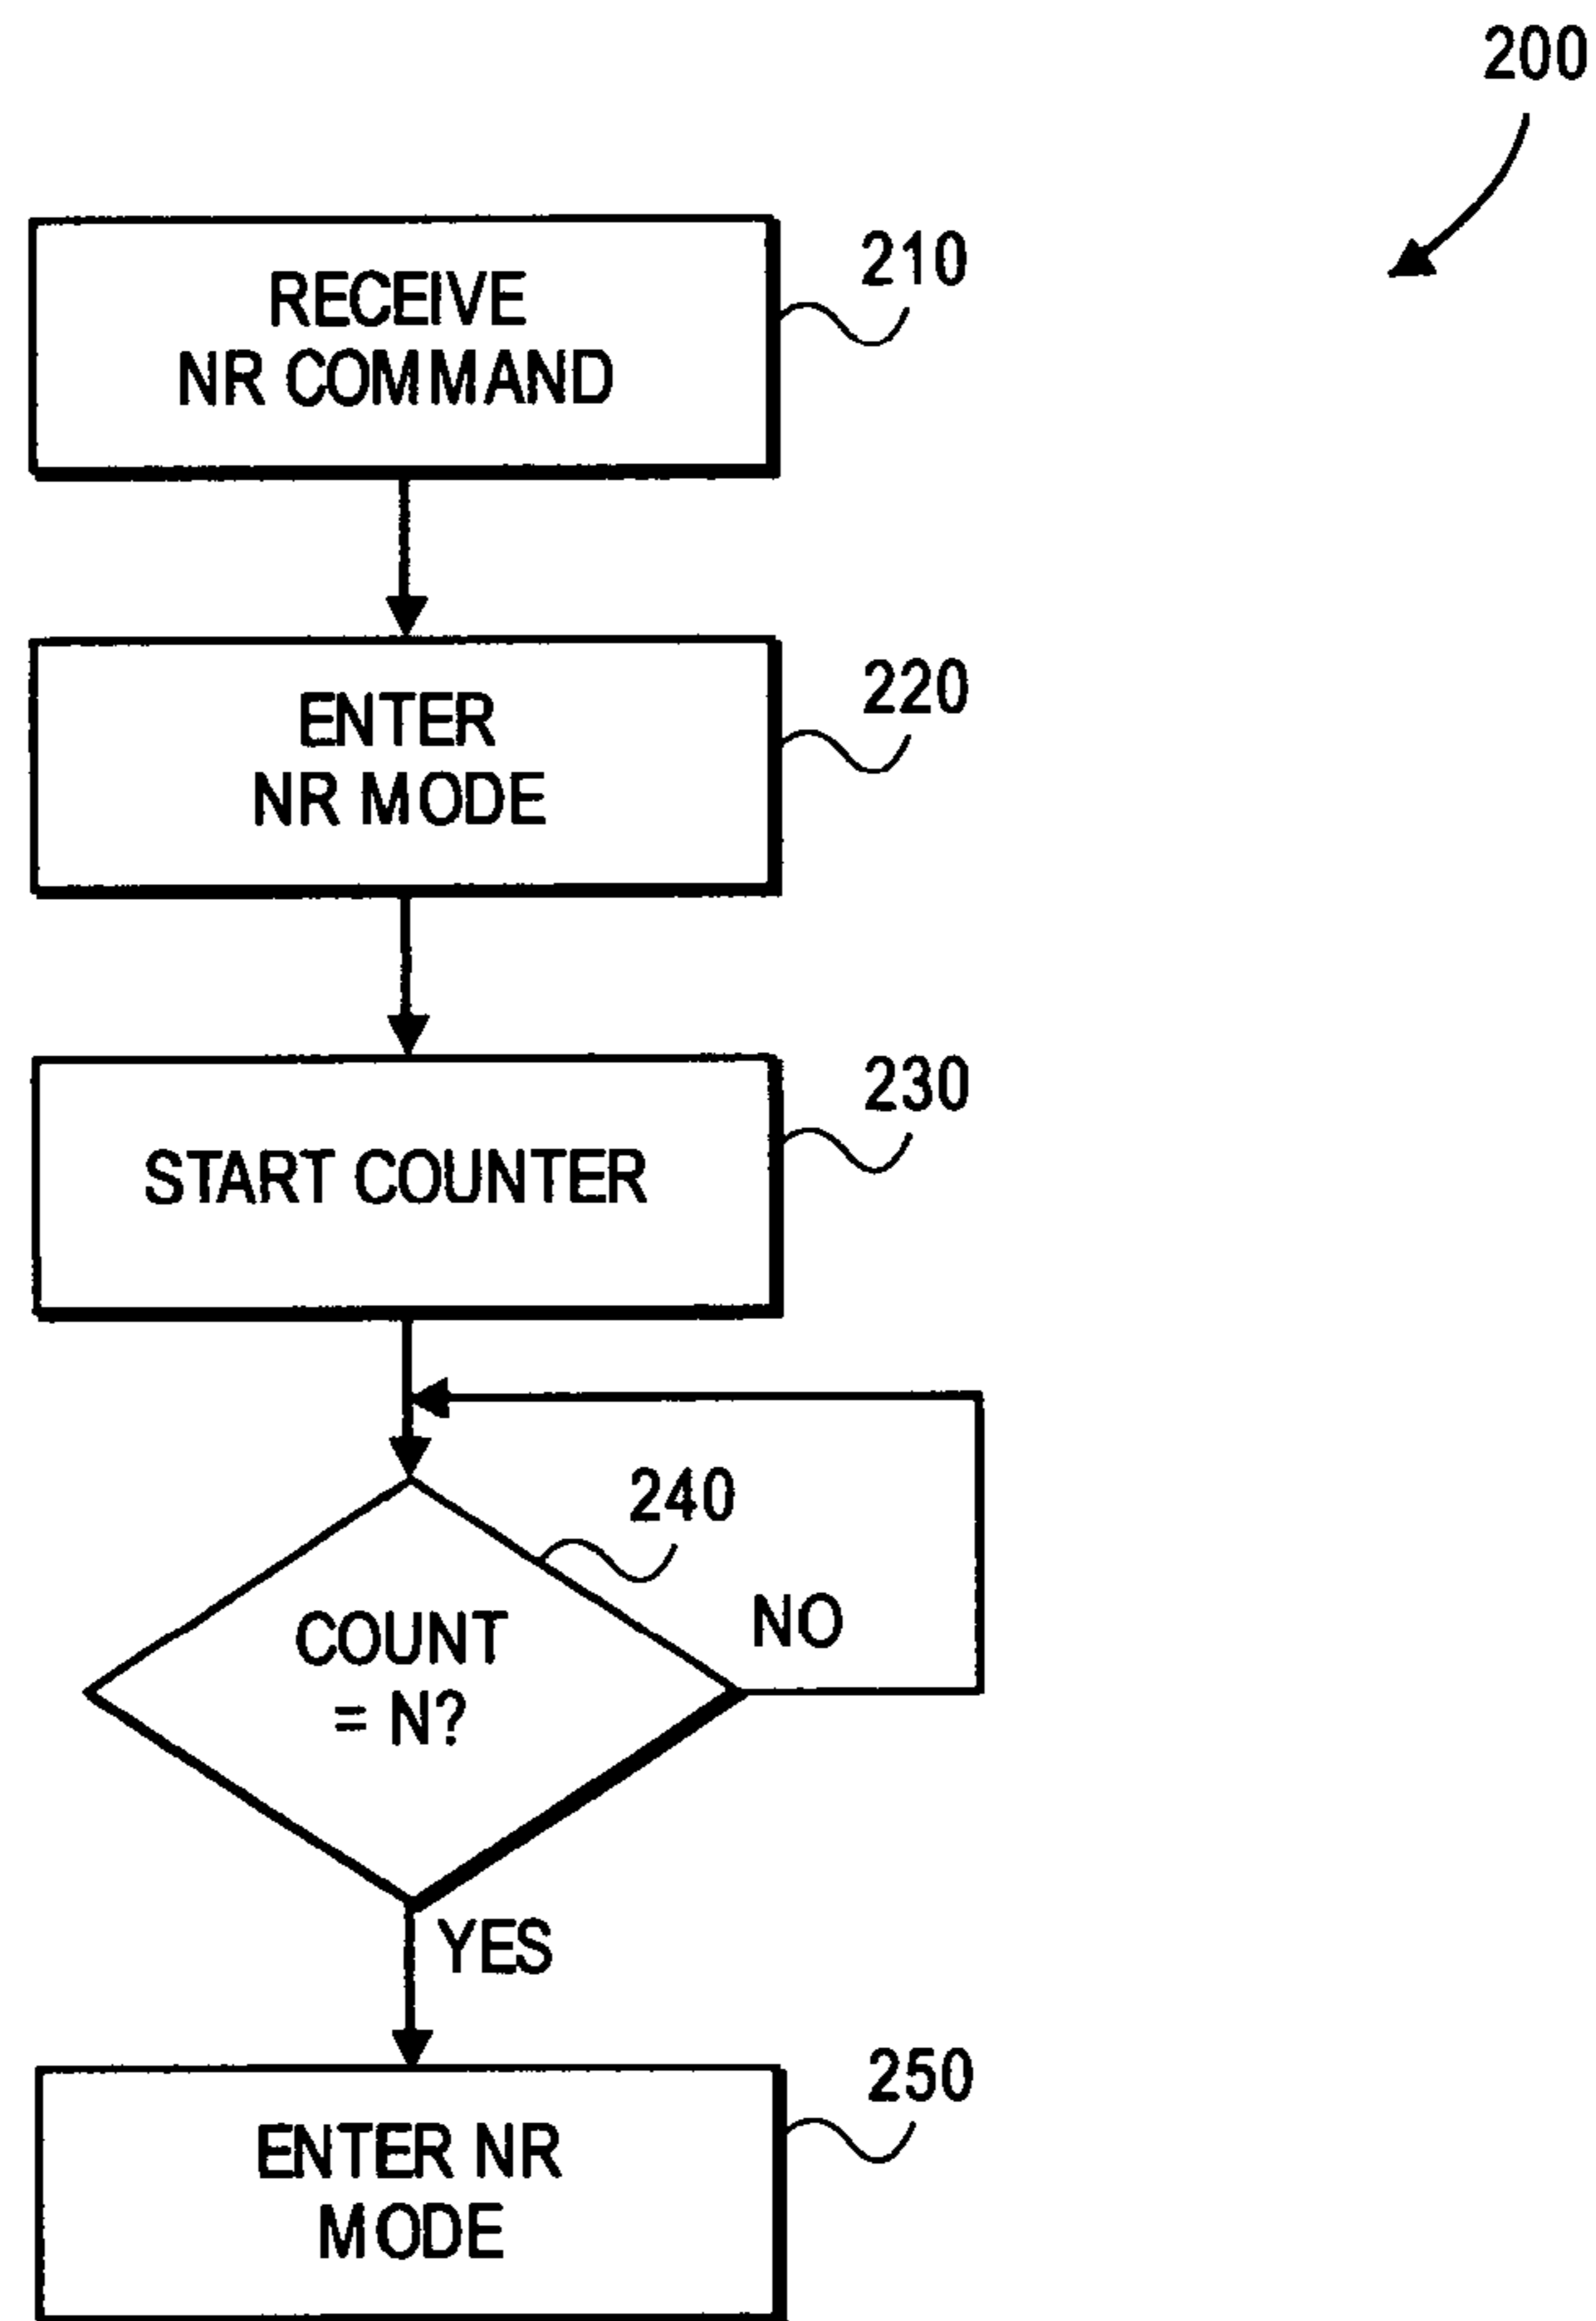 200
210
RECEIVE
NR COMMAND
220
ENTER
NR MODE
230
START COUNTER
240
COUNT
= N?
NO
YES
250
ENTER NR
MODE